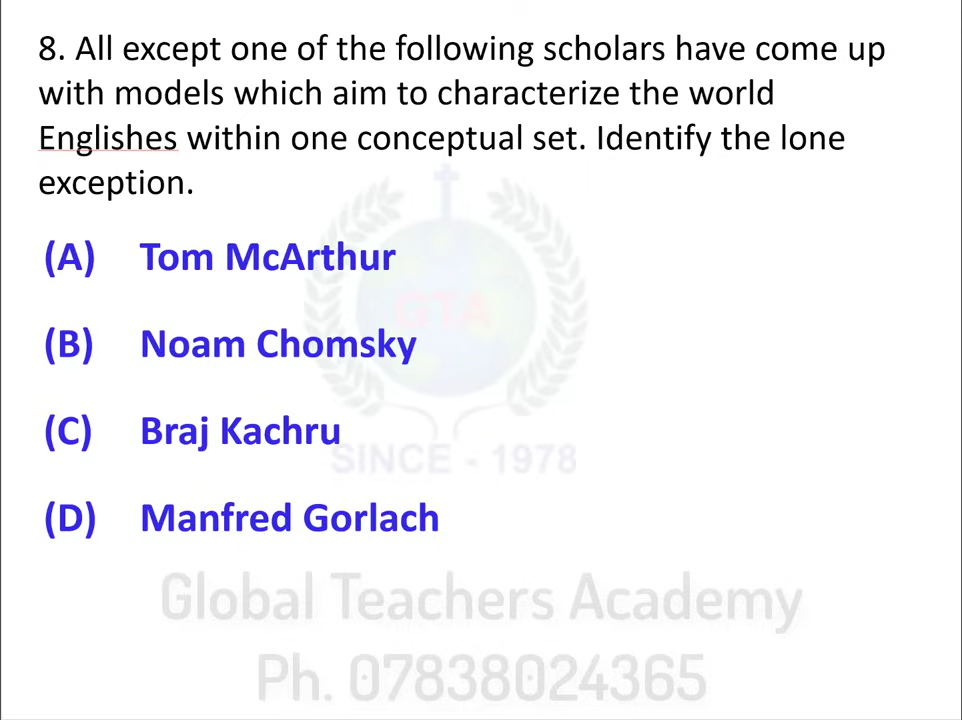 8. All except one of the following scholars have come up
with models which aim to characterize the world
Englishes within one conceptual set. Identify the lone
exception.
(A) Tom McArthur
GTA
(B) Noam Chomsky
(C) Braj Kachru
SINCE - 1978
(D) Manfred Gorlach
Global Teachers Academy
Ph. 07838024365